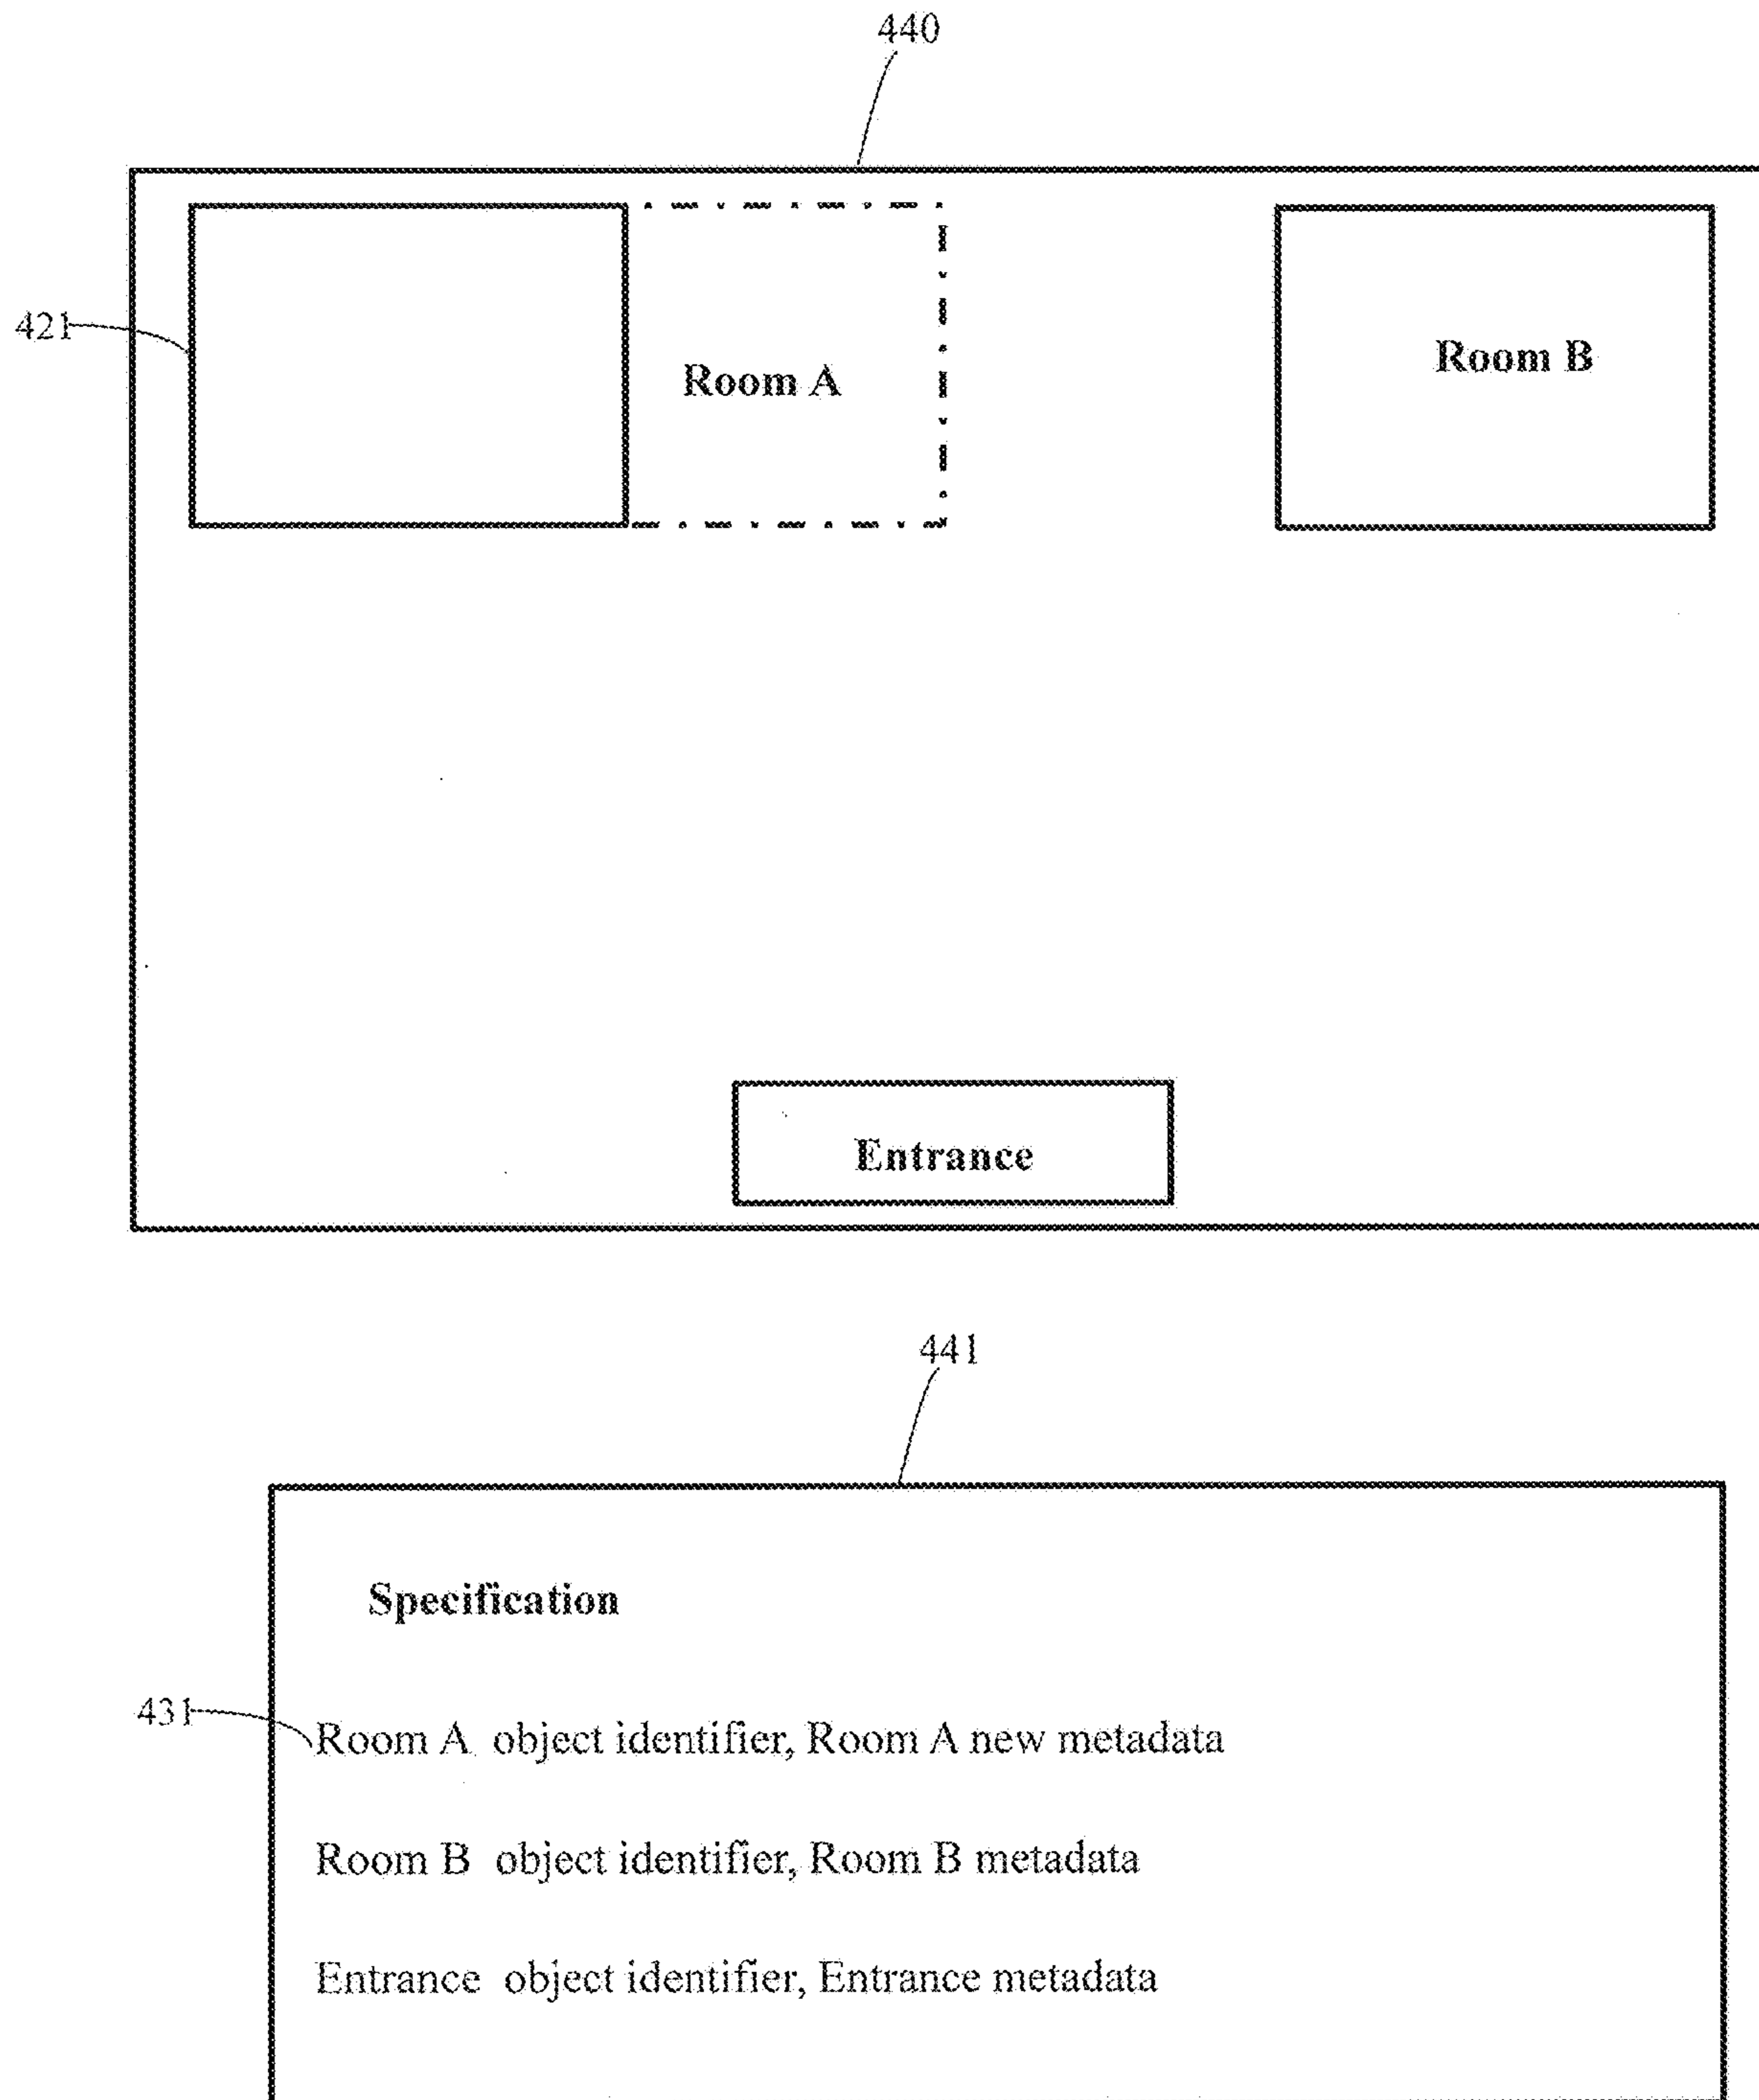 440
421
Room A
Room B
Entrance
441
Specification
431
Room A object identifier, Room A new metadata
Room B object identifier, Room B metadata
Entrance object identifier, Entrance metadata